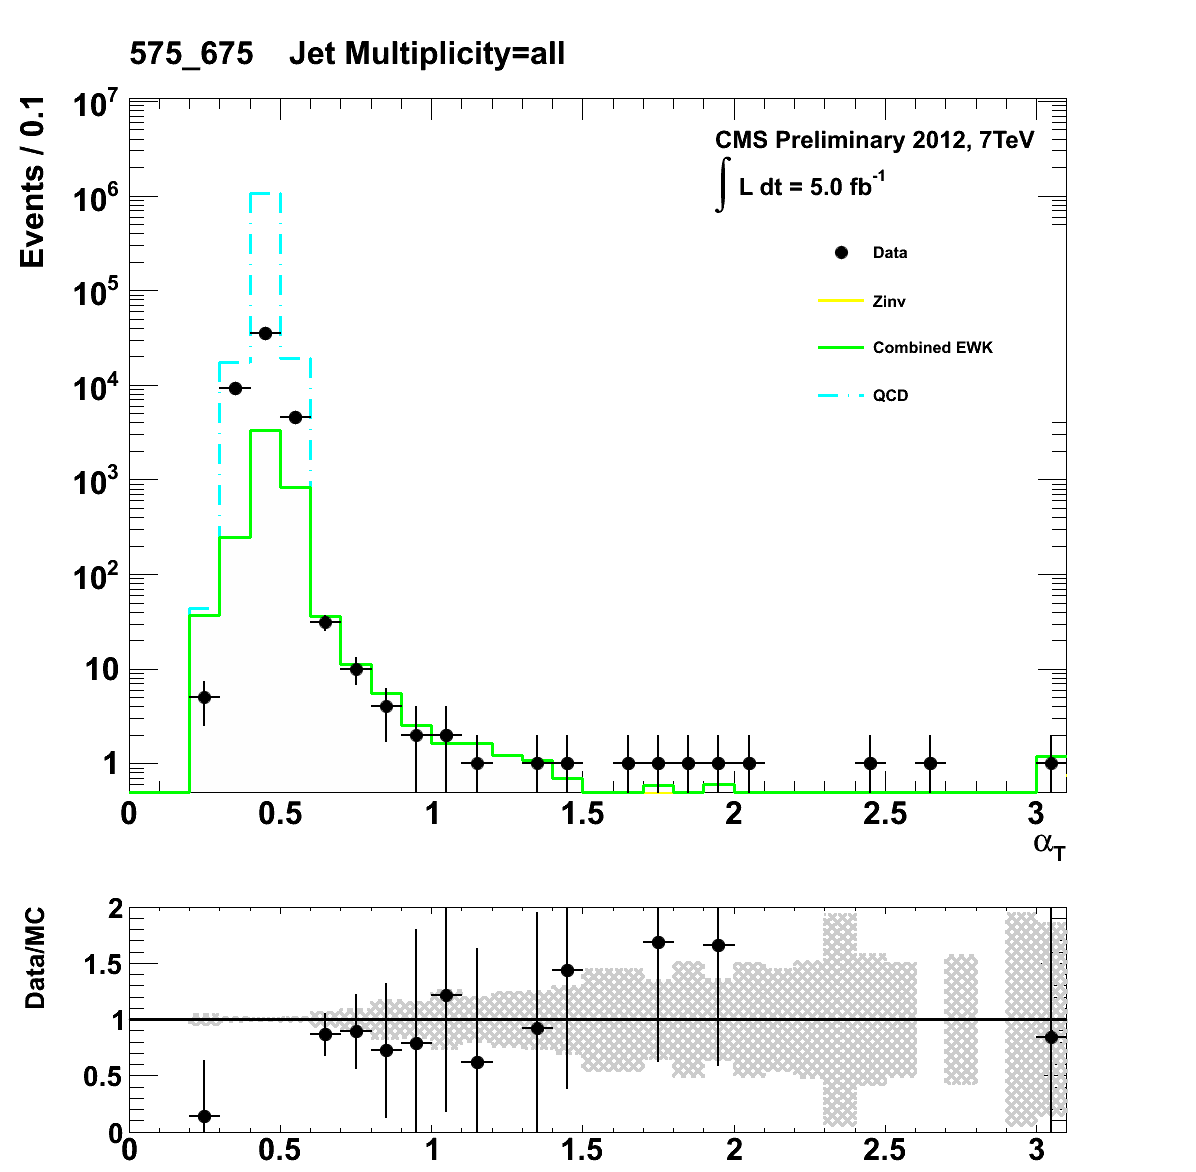 575_675 Jet Multiplicity=all
Events / 0.1
10^7
10^6
10^5
10^4
10^3
10^2
10
1
CMS Preliminary 2012, 7TeV
∫ L dt = 5.0 fb^-1
Data
Zinv
Combined EWK
QCD
0 0.5 1 1.5 2 2.5 3
α_T
Data/MC
2
1.5
1
0.5
0
0 0.5 1 1.5 2 2.5 3